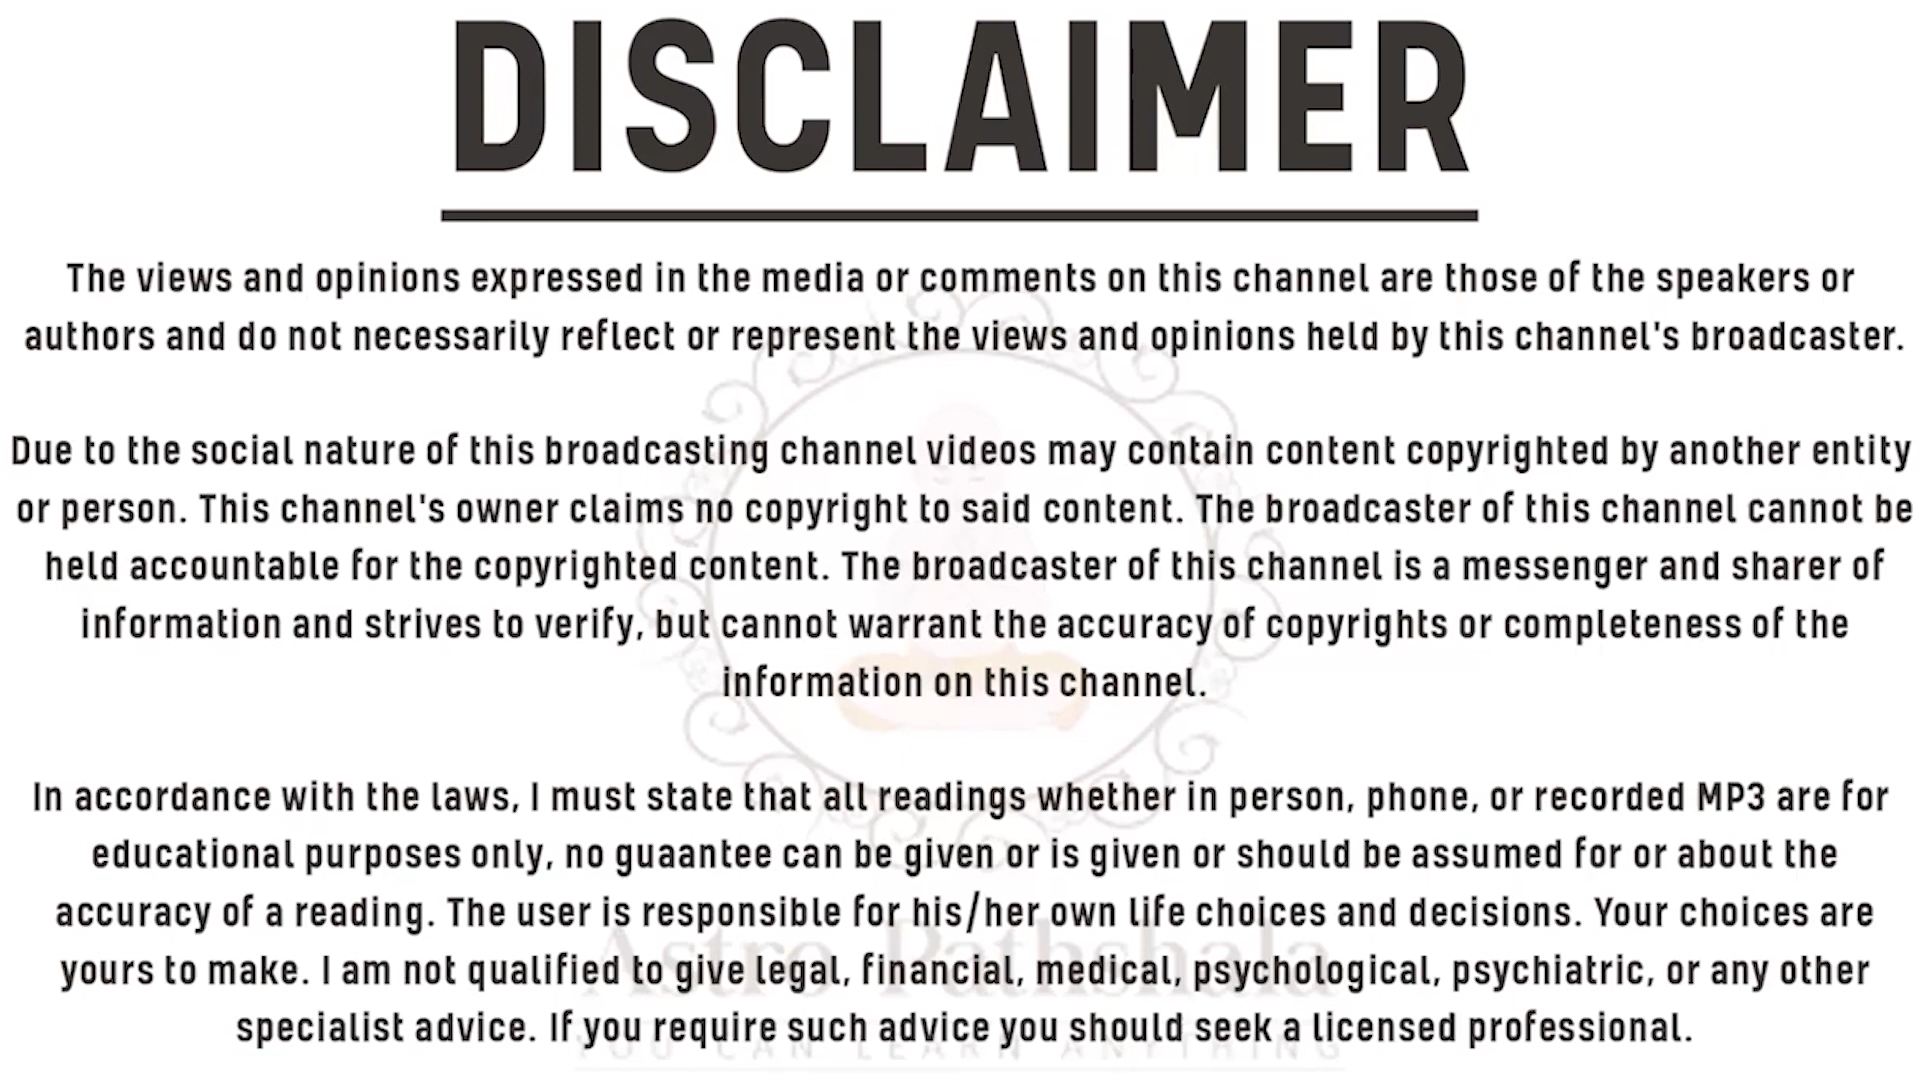 DISCLAIMER
The views and opinions expressed in the media or comments on this channel are those of the speakers or
authors and do not necessarily reflect or represent the views and opinions held by this channel's broadcaster.
Due to the social nature of this broadcasting channel videos may contain content copyrighted by another entity
or person. This channel's owner claims no copyright to said content. The broadcaster of this channel cannot be
held accountable for the copyrighted content. The broadcaster of this channel is a messenger and sharer of
information and strives to verify, but cannot warrant the accuracy of copyrights or completeness of the
information on this channel.
In accordance with the laws, I must state that all readings whether in person, phone, or recorded MP3 are for
educational purposes only, no guaantee can be given or is given or should be assumed for or about the
accuracy of a reading. The user is responsible for his/her own life choices and decisions. Your choices are
yours to make. I am not qualified to give legal, financial, medical, psychological, psychiatric, or any other
specialist advice. If you require such advice you should seek a licensed professional.
Astro Pathshala
YOU CAN LEARN ANYTHING